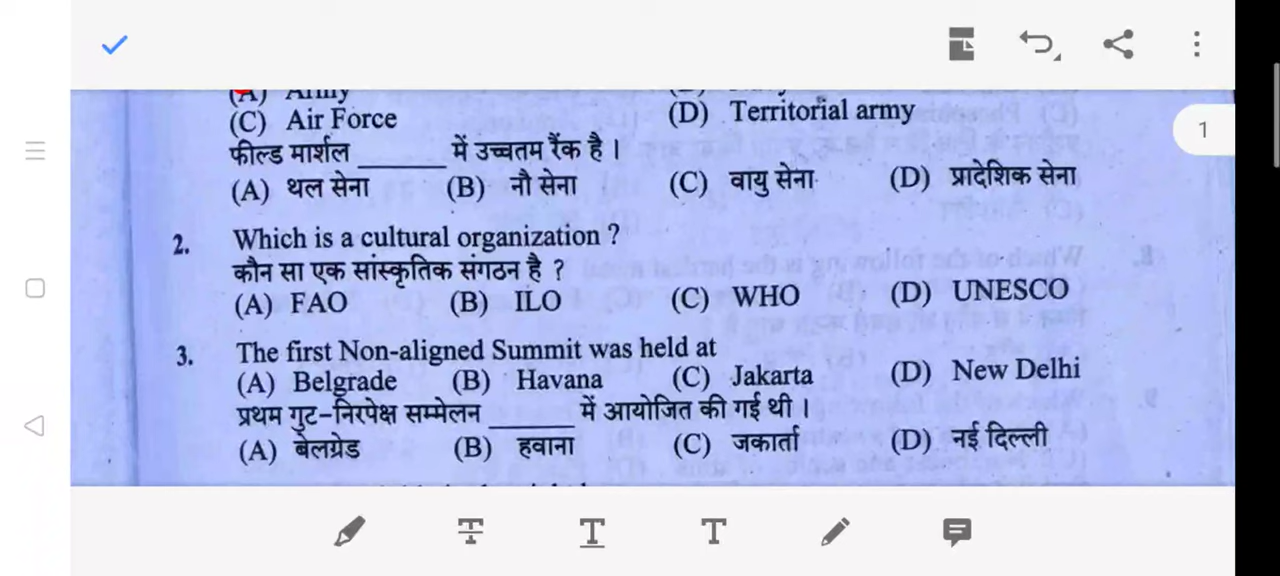 (A) Army
(C) Air Force (D) Territorial army
फील्ड मार्शल ______ में उच्चतम रैंक है ।
(A) थल सेना (B) नौ सेना (C) वायु सेना (D) प्रादेशिक सेना
2. Which is a cultural organization ?
कौन सा एक सांस्कृतिक संगठन है ?
(A) FAO (B) ILO (C) WHO (D) UNESCO
3. The first Non-aligned Summit was held at
(A) Belgrade (B) Havana (C) Jakarta (D) New Delhi
प्रथम गुट-निरपेक्ष सम्मेलन ______ में आयोजित की गई थी ।
(A) बेलग्रेड (B) हवाना (C) जकार्ता (D) नई दिल्ली
1
T T T